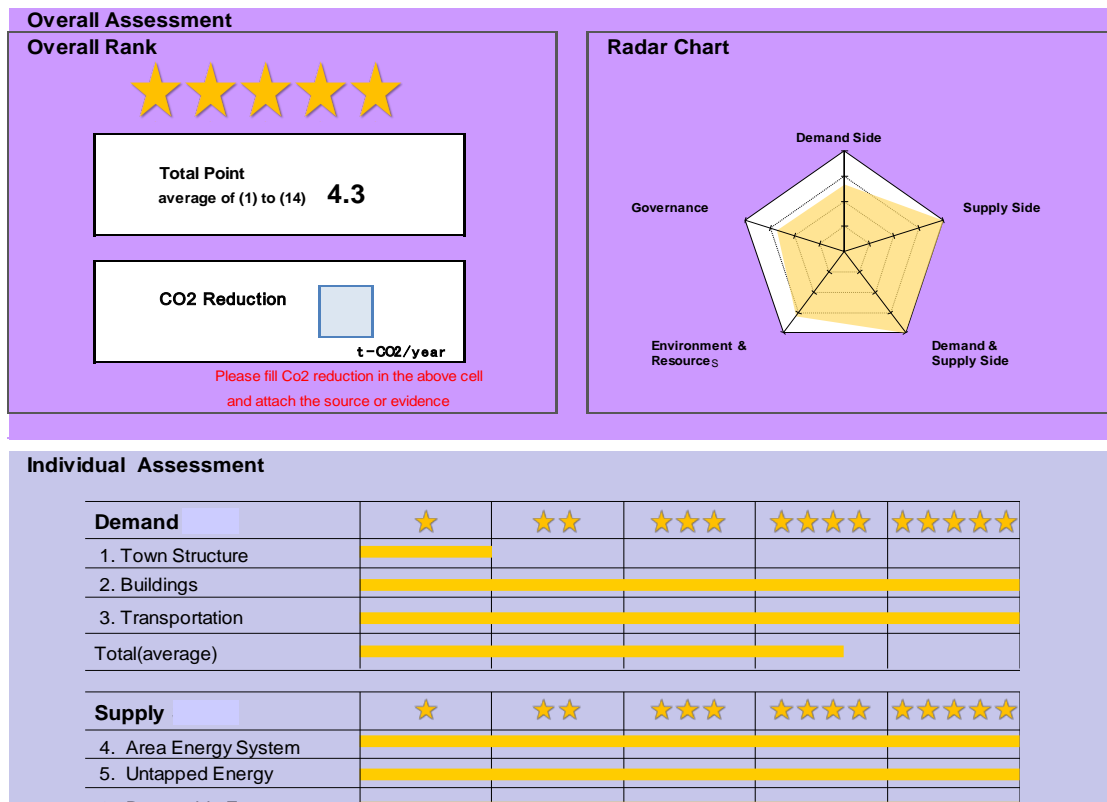 Overall Assessment
Overall Rank
Total Point
average of (1) to (14) 4.3
CO2 Reduction
t-CO2/year
Please fill Co2 reduction in the above cell
and attach the source or evidence
Radar Chart
Demand Side
Governance
Supply Side
Environment &
Resources
Demand &
Supply Side
Individual Assessment
Demand
1. Town Structure
2. Buildings
3. Transportation
Total(average)
Supply
4. Area Energy System
5. Untapped Energy